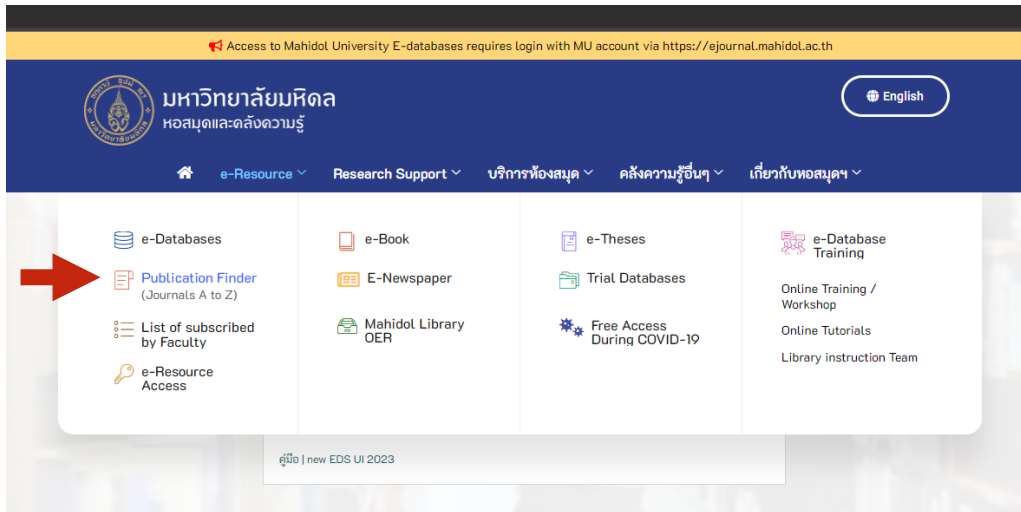 Access to Mahidol University E-databases requires login with MU account via https://ejournal.mahidol.ac.th
มหาวิทยาลัยมหิดล
หอสมุดและคลังความรู้
English
e-Resource
Research Support
บริการห้องสมุด
คลังความรู้อื่นๆ
เกี่ยวกับหอสมุดฯ
e-Databases
Publication Finder
(Journals A to Z)
List of subscribed
by Faculty
e-Resource
Access
e-Book
E-Newspaper
Mahidol Library
OER
e-Theses
Trial Databases
Free Access
During COVID-19
e-Database
Training
Online Training /
Workshop
Online Tutorials
Library instruction Team
คู่มือ | new EDS UI 2023